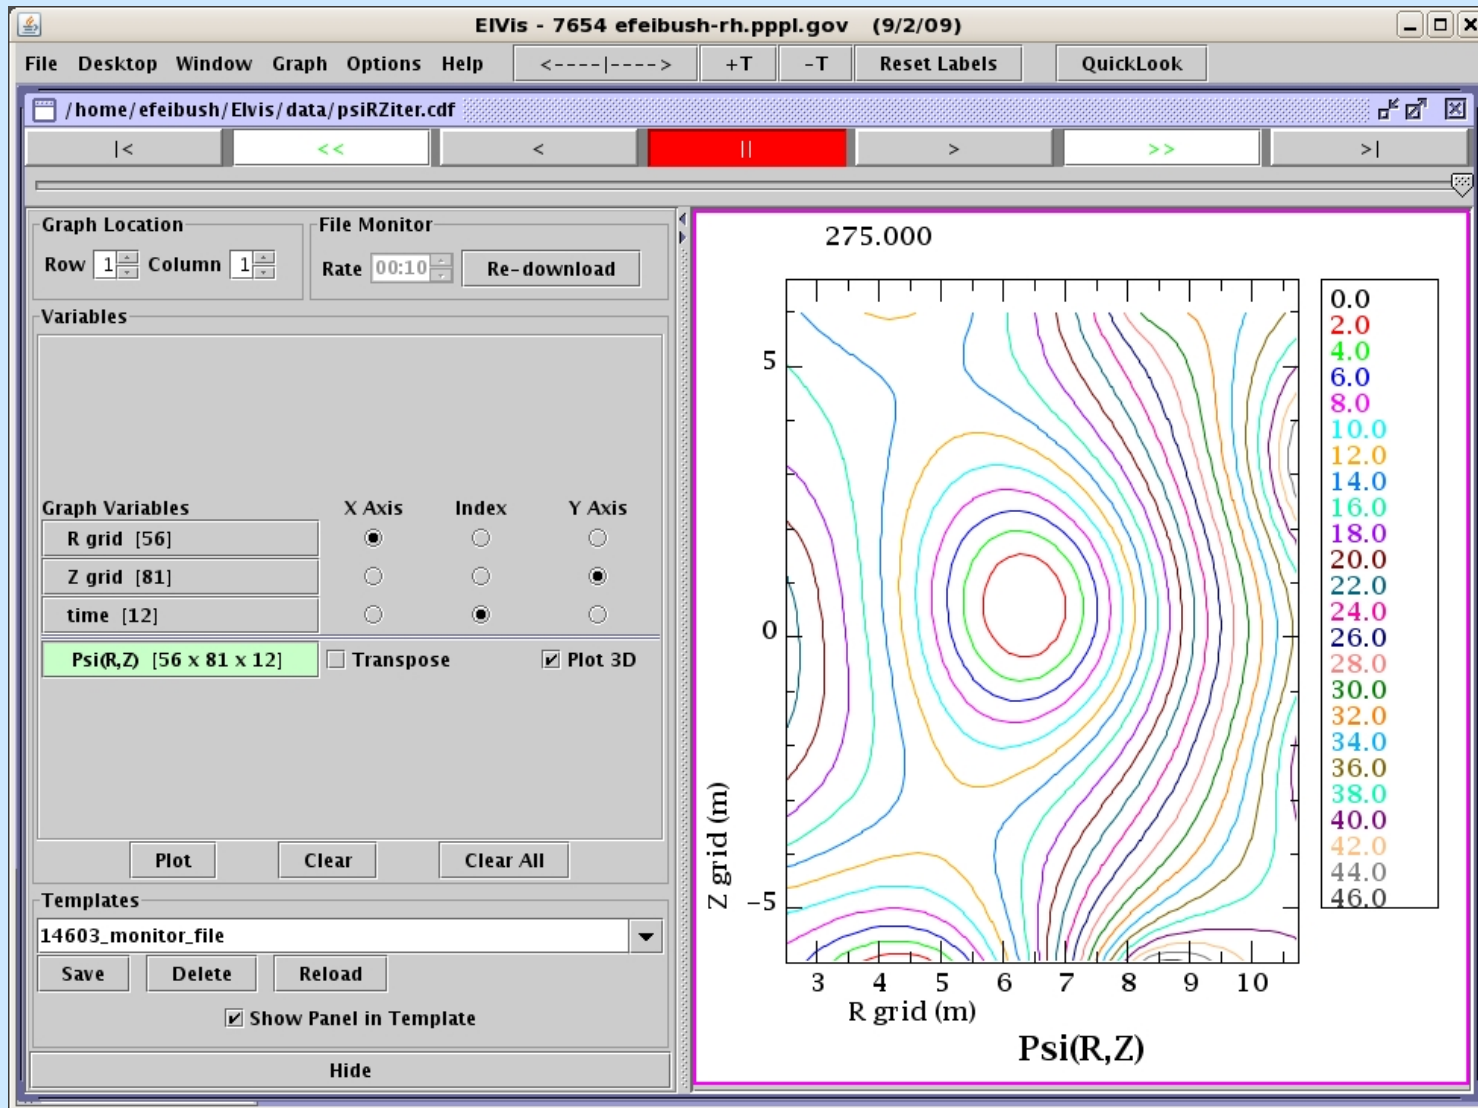 ElVis - 7654 efeibush-rh.pppl.gov (9/2/09)
File Desktop Window Graph Options Help <----|----> +T -T Reset Labels QuickLook
/home/efeibush/Elvis/data/psiRZiter.cdf
|< << < || > >> >|
Graph Location
Row 1 Column 1
File Monitor
Rate 00:10 Re-download
Variables
Graph Variables X Axis Index Y Axis
R grid [56]
Z grid [81]
time [12]
Psi(R,Z) [56 x 81 x 12] Transpose Plot 3D
Plot Clear Clear All
Templates
14603_monitor_file
Save Delete Reload
Show Panel in Template
Hide
275.000
5
0
-5
Z grid (m)
3 4 5 6 7 8 9 10
R grid (m)
Psi(R,Z)
0.0
2.0
4.0
6.0
8.0
10.0
12.0
14.0
16.0
18.0
20.0
22.0
24.0
26.0
28.0
30.0
32.0
34.0
36.0
38.0
40.0
42.0
44.0
46.0